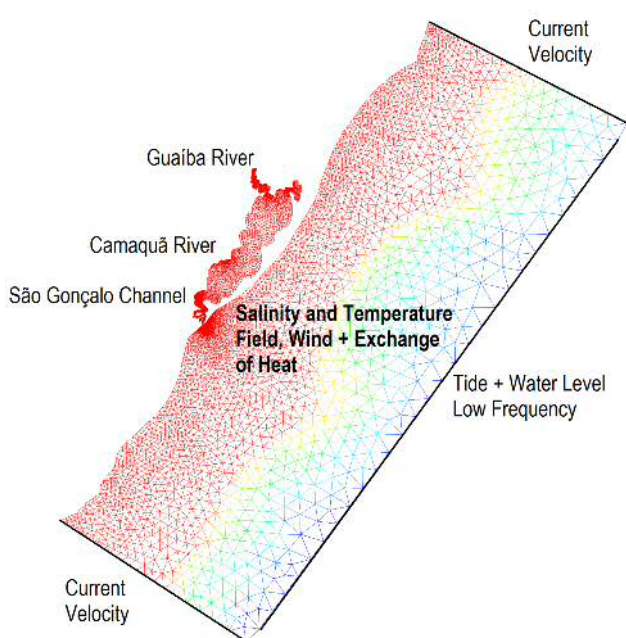 Current
Velocity
Guaíba River
Camaquã River
São Gonçalo Channel
Salinity and Temperature
Field, Wind + Exchange
of Heat
Tide + Water Level
Low Frequency
Current
Velocity